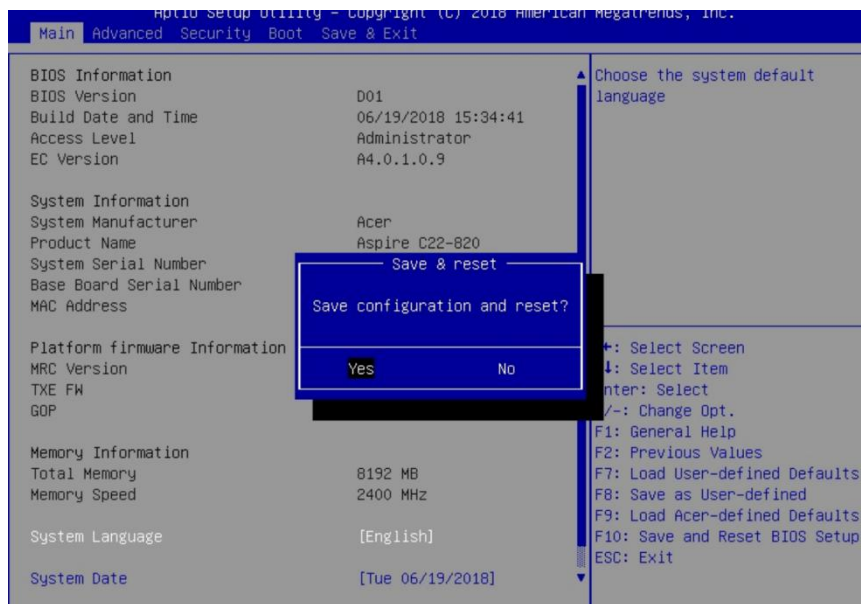 Aptio Setup Utility – Copyright (C) 2018 American Megatrends, Inc.
Main Advanced Security Boot Save & Exit
BIOS Information
BIOS Version D01
Build Date and Time 06/19/2018 15:34:41
Access Level Administrator
EC Version A4.0.1.0.9
System Information
System Manufacturer Acer
Product Name Aspire C22-820
System Serial Number
Base Board Serial Number
MAC Address
Platform firmware Information
MRC Version
TXE FW
GOP
Memory Information
Total Memory 8192 MB
Memory Speed 2400 MHz
System Language [English]
System Date [Tue 06/19/2018]
Save & reset
Save configuration and reset?
Yes No
Choose the system default
language
: Select Screen
: Select Item
nter: Select
/-: Change Opt.
F1: General Help
F2: Previous Values
F7: Load User-defined Defaults
F8: Save as User-defined
F9: Load Acer-defined Defaults
F10: Save and Reset BIOS Setup
ESC: Exit